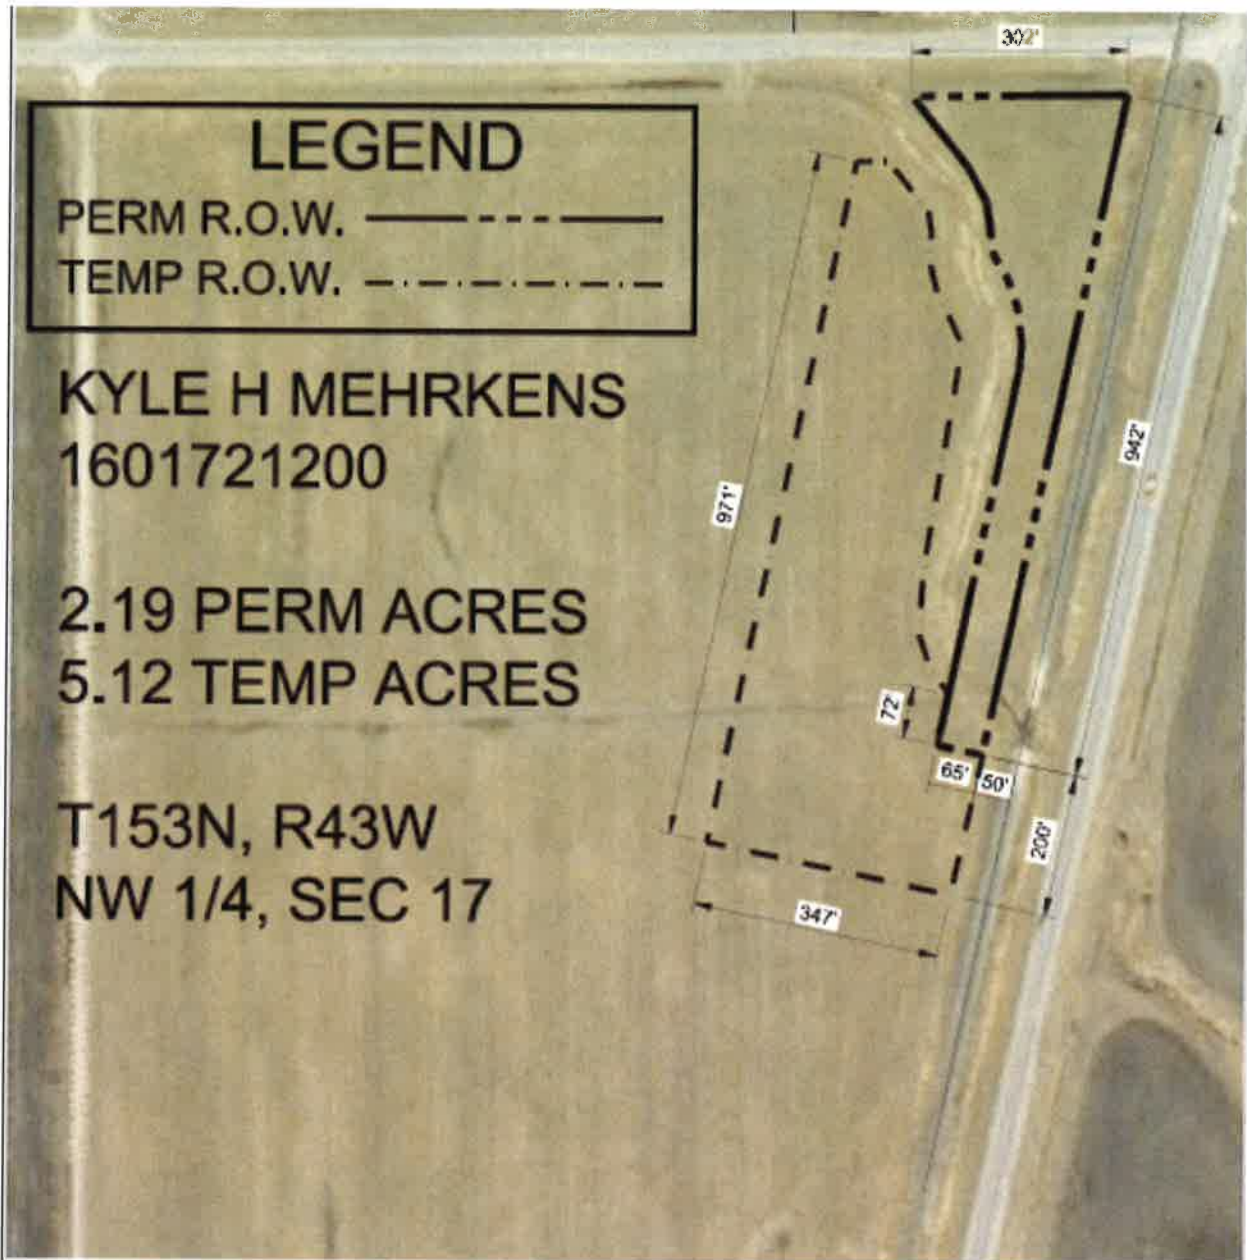 302'
LEGEND
PERM R.O.W.
TEMP R.O.W.
KYLE H MEHRKENS
1601721200
942'
971'
2.19 PERM ACRES
5.12 TEMP ACRES
72'
65'
50'
T153N, R43W
200'
NW 1/4, SEC 17
347'